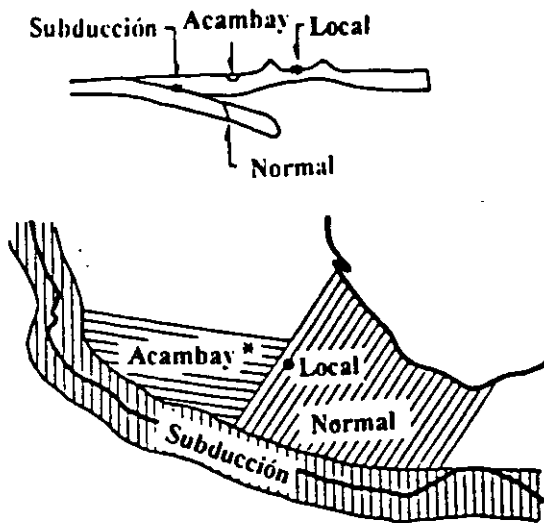 Subducción Acambay Local
Normal
Acambay *
Local
Normal
Subducción